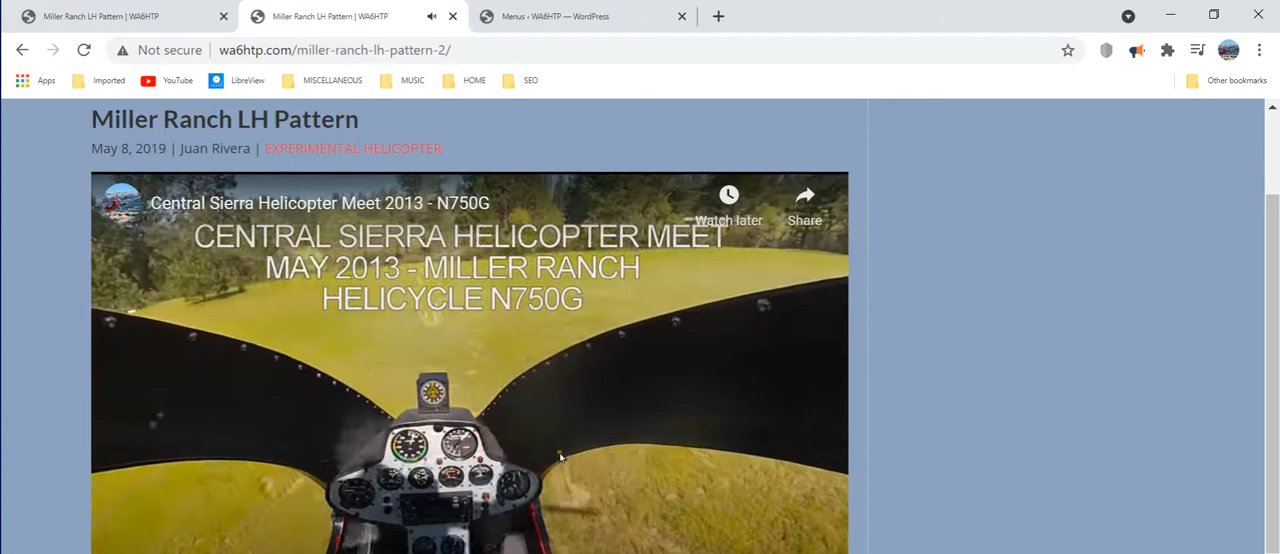 Miller Ranch LH Pattern | WA6HTP
Miller Ranch LH Pattern | WA6HTP
Menus ‹ WA6HTP — WordPress
Not secure wa6htp.com/miller-ranch-lh-pattern-2/
Apps Imported YouTube LibreView MISCELLANEOUS MUSIC HOME SEO Other bookmarks
Miller Ranch LH Pattern
May 8, 2019 | Juan Rivera | EXPERIMENTAL HELICOPTER
Central Sierra Helicopter Meet 2013 - N750G
Watch later Share
CENTRAL SIERRA HELICOPTER MEET
MAY 2013 - MILLER RANCH
HELICYCLE N750G